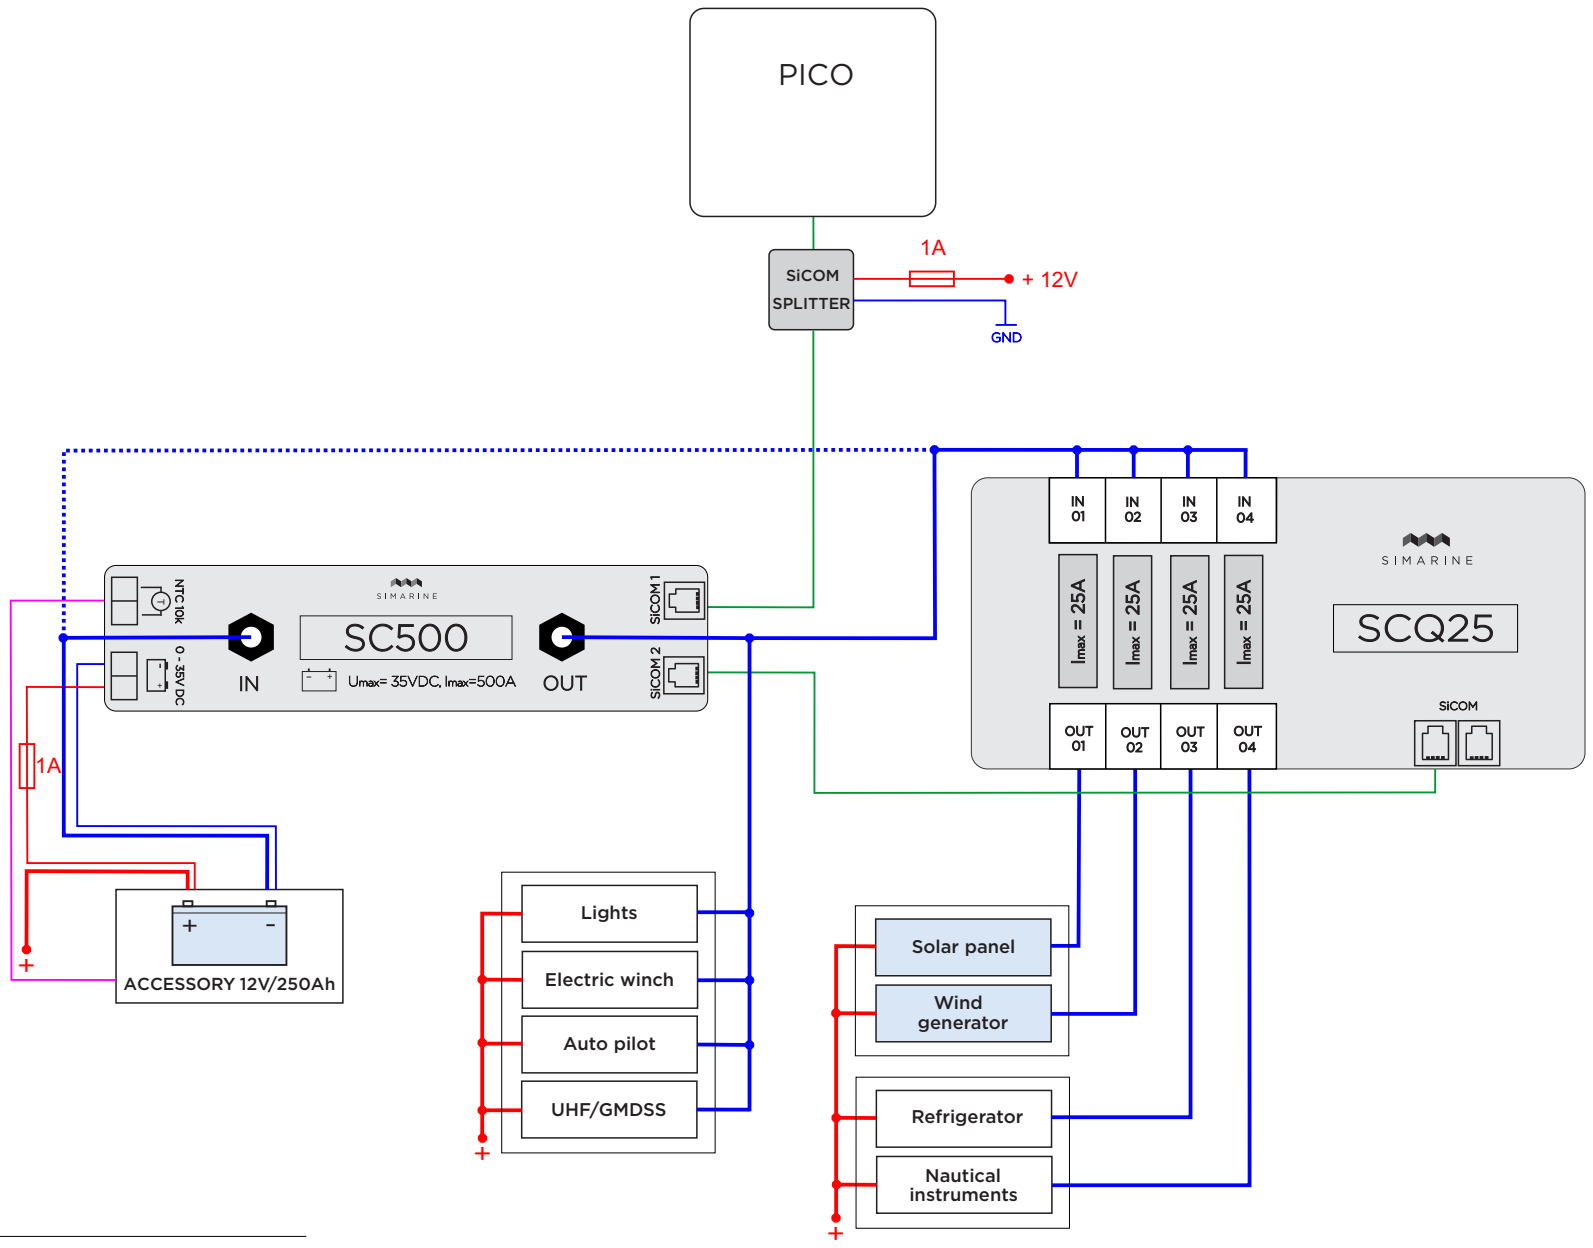 PICO
1A
SiCOM
SPLITTER
+ 12V
GND
IN
01
IN
02
IN
03
IN
04
SIMARINE
Imax = 25A
Imax = 25A
Imax = 25A
Imax = 25A
SCQ25
OUT
01
OUT
02
OUT
03
OUT
04
SiCOM
NTC 10k
T
SIMARINE
SiCOM 1
SC500
0 - 35V DC
IN
- +
Umax= 35VDC, Imax=500A
OUT
SiCOM 2
1A
+ -
+
ACCESSORY 12V/250Ah
Lights
Electric winch
Auto pilot
UHF/GMDSS
+
Solar panel
Wind
generator
Refrigerator
Nautical
instruments
+